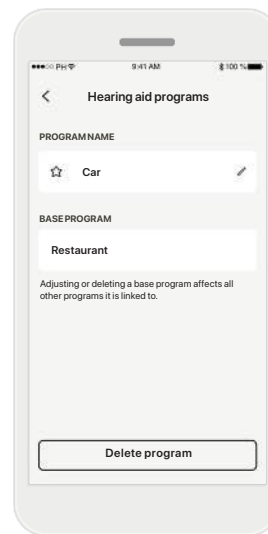 PH 9:41 AM 100 %
Hearing aid programs
PROGRAM NAME
Car
BASE PROGRAM
Restaurant
Adjusting or deleting a base program affects all
other programs it is linked to.
Delete program